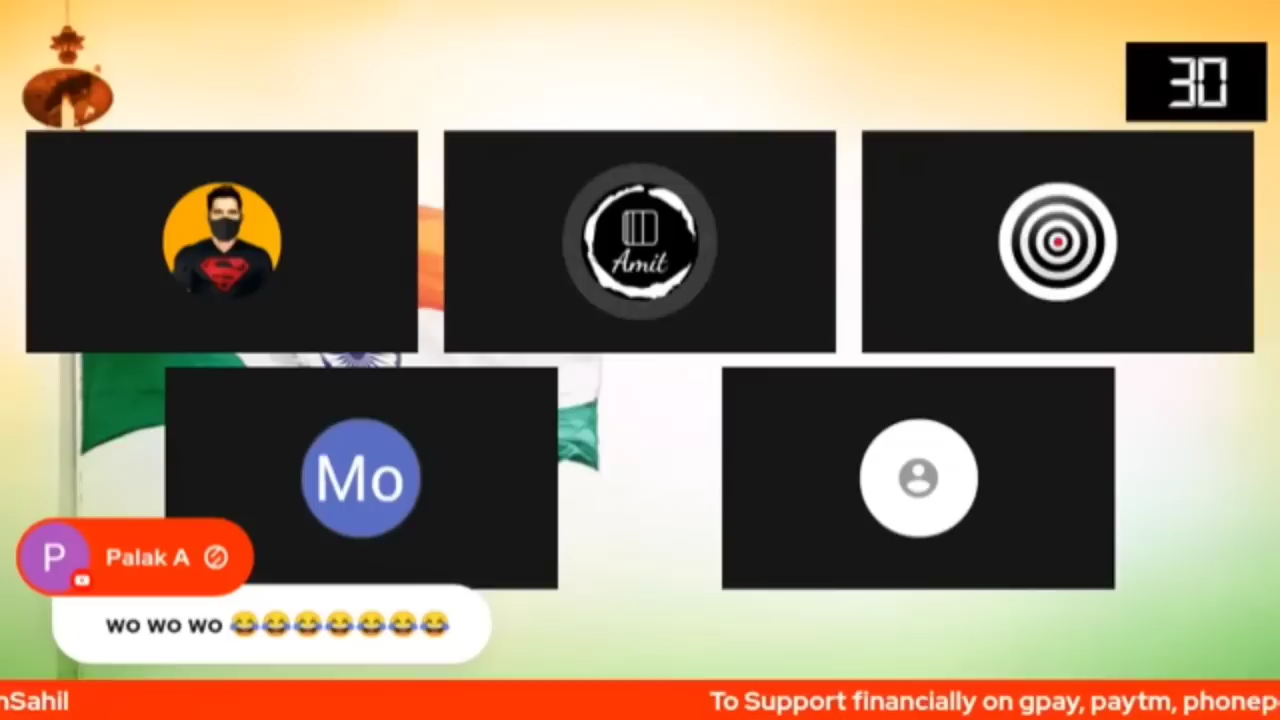 30
Amit
Mo
P
Palak A
wo wo wo 😂😂😂😂😂😂😂
nSahil
To Support financially on gpay, paytm, phonep